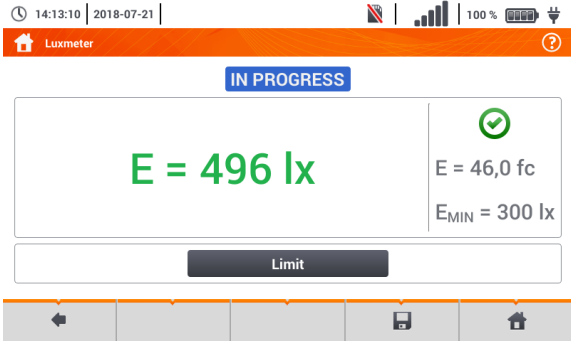 14:13:10 2018-07-21 100 %
Luxmeter ?
IN PROGRESS
E = 496 lx
E = 46,0 fc
EMIN = 300 lx
Limit